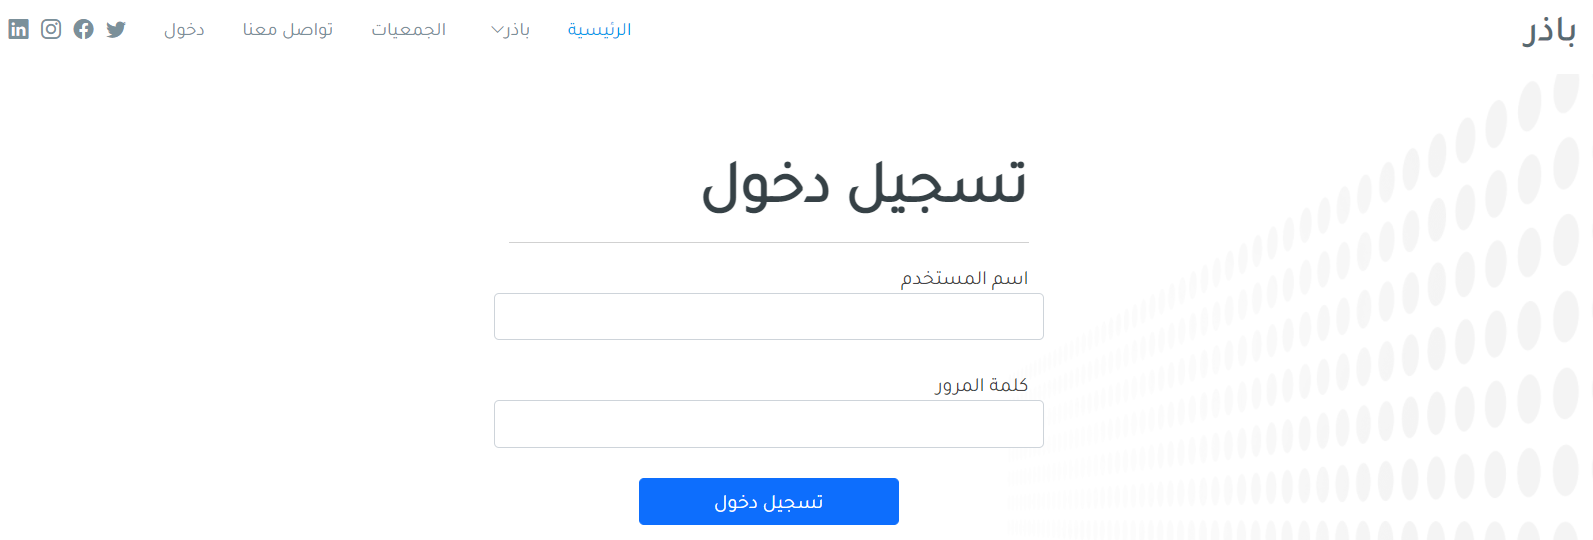 باذر
الرئيسية باذر الجمعيات تواصل معنا دخول
تسجيل دخول
اسم المستخدم
كلمة المرور
تسجيل دخول